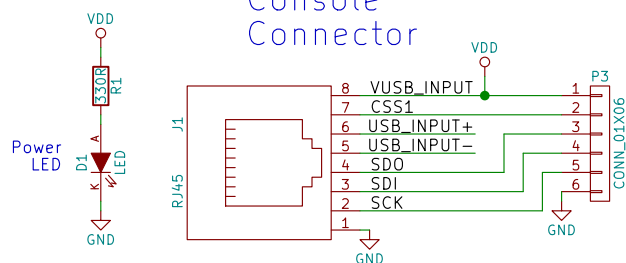 Console
Connector
VDD
330R
R1
Power
LED
A
D1
LED
K
GND
J1
RJ45
8 VUSB_INPUT
7 CSS1
6 USB_INPUT+
5 USB_INPUT-
4 SDO
3 SDI
2 SCK
1
GND
VDD
P3
CONN_01X06
1
2
3
4
5
6
GND